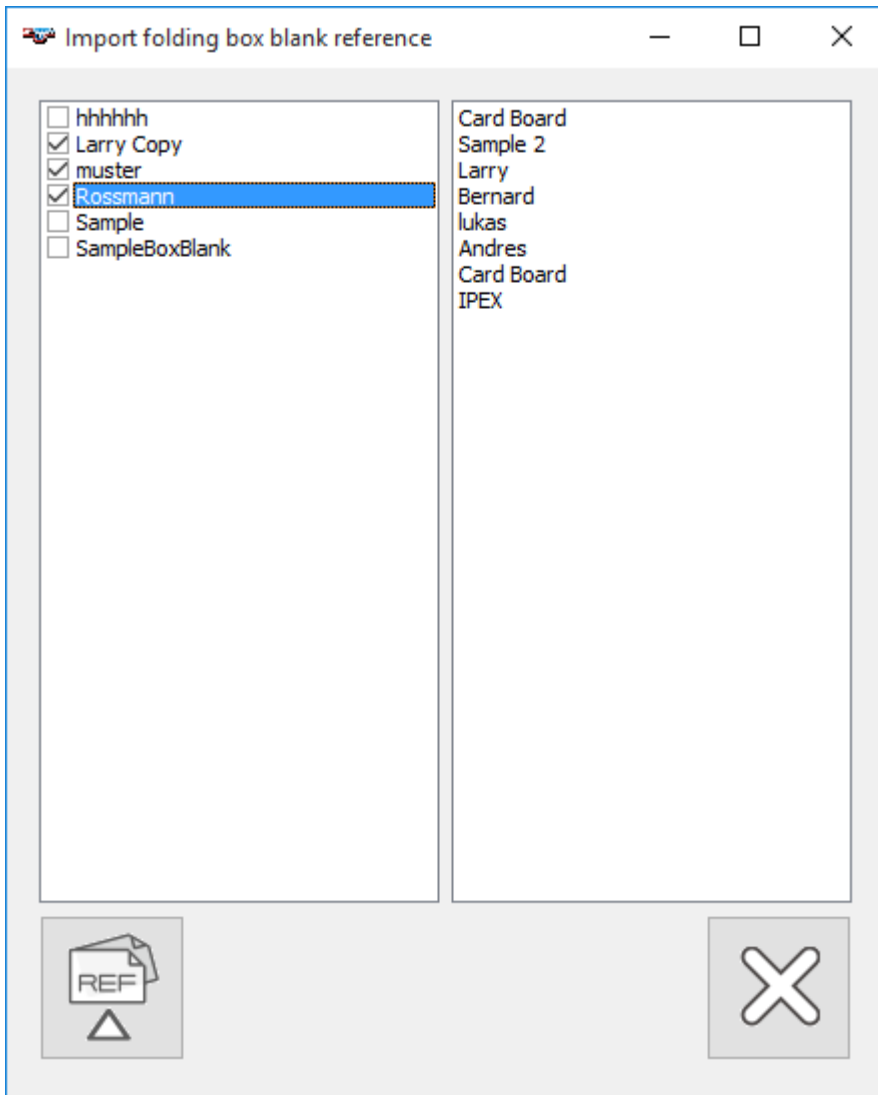 Import folding box blank reference
hhhhhh
Larry Copy
muster
Rossmann
Sample
SampleBoxBlank
Card Board
Sample 2
Larry
Bernard
lukas
Andres
Card Board
IPEX
REF